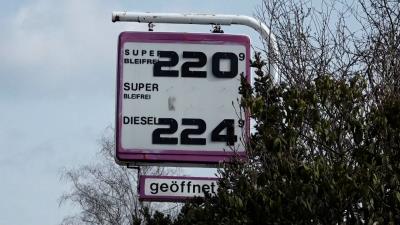 SUPER
BLEIFREI 220⁹
SUPER
BLEIFREI
DIESEL 224⁹
geöffnet